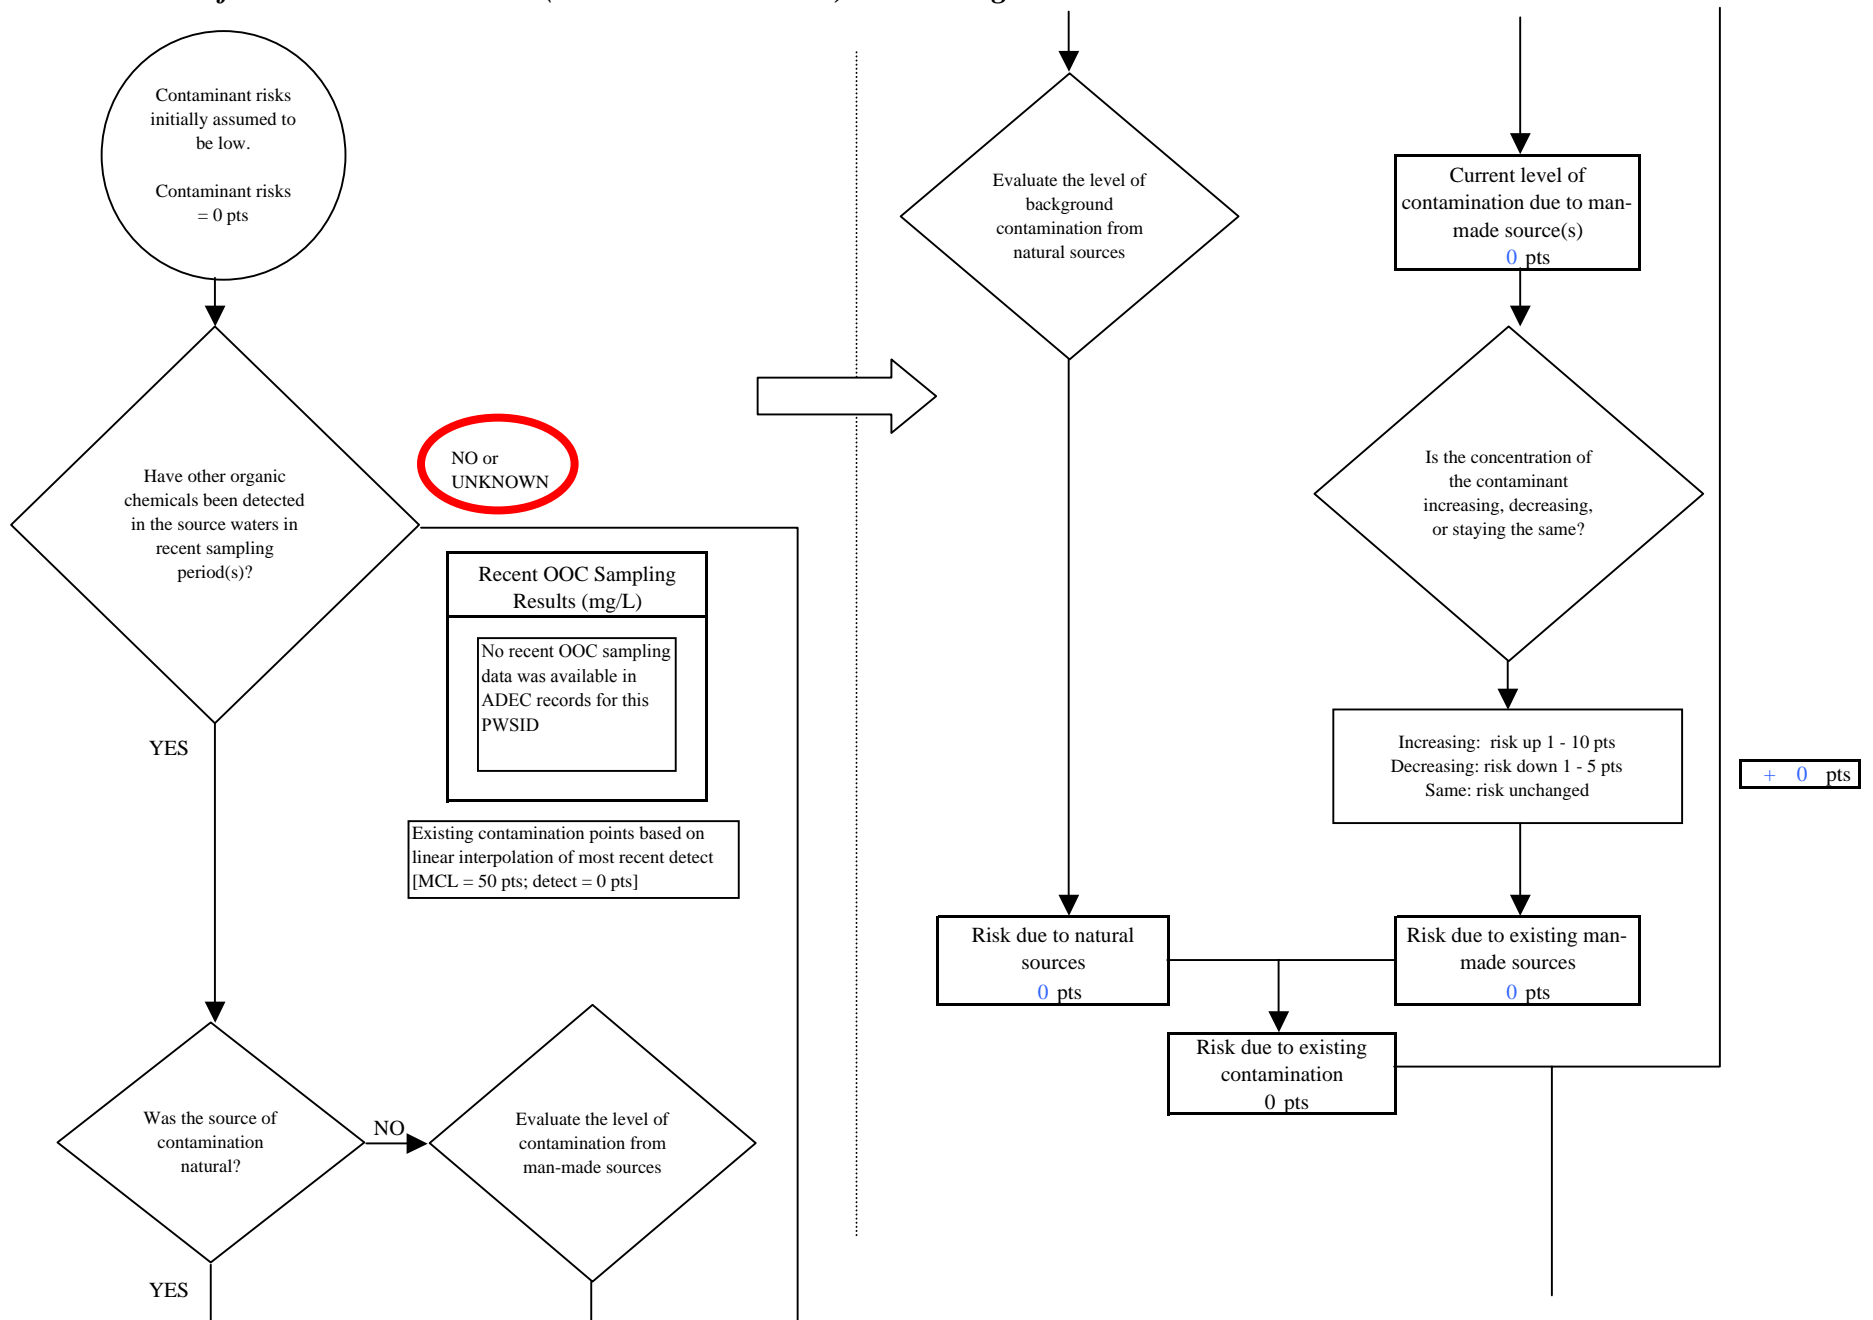 Contaminant risks
initially assumed to
be low.
Contaminant risks
= 0 pts
Have other organic
chemicals been detected
in the source waters in
recent sampling
period(s)?
NO or
UNKNOWN
Recent OOC Sampling
Results (mg/L)
No recent OOC sampling
data was available in
ADEC records for this
PWSID
YES
Existing contamination points based on
linear interpolation of most recent detect
[MCL = 50 pts; detect = 0 pts]
Was the source of
contamination
natural?
NO
Evaluate the level of
contamination from
man-made sources
YES
Evaluate the level of
background
contamination from
natural sources
Current level of
contamination due to man-
made source(s)
0 pts
Is the concentration of
the contaminant
increasing, decreasing,
or staying the same?
Increasing: risk up 1 - 10 pts
Decreasing: risk down 1 - 5 pts
Same: risk unchanged
+ 0 pts
Risk due to natural
sources
0 pts
Risk due to existing man-
made sources
0 pts
Risk due to existing
contamination
0 pts